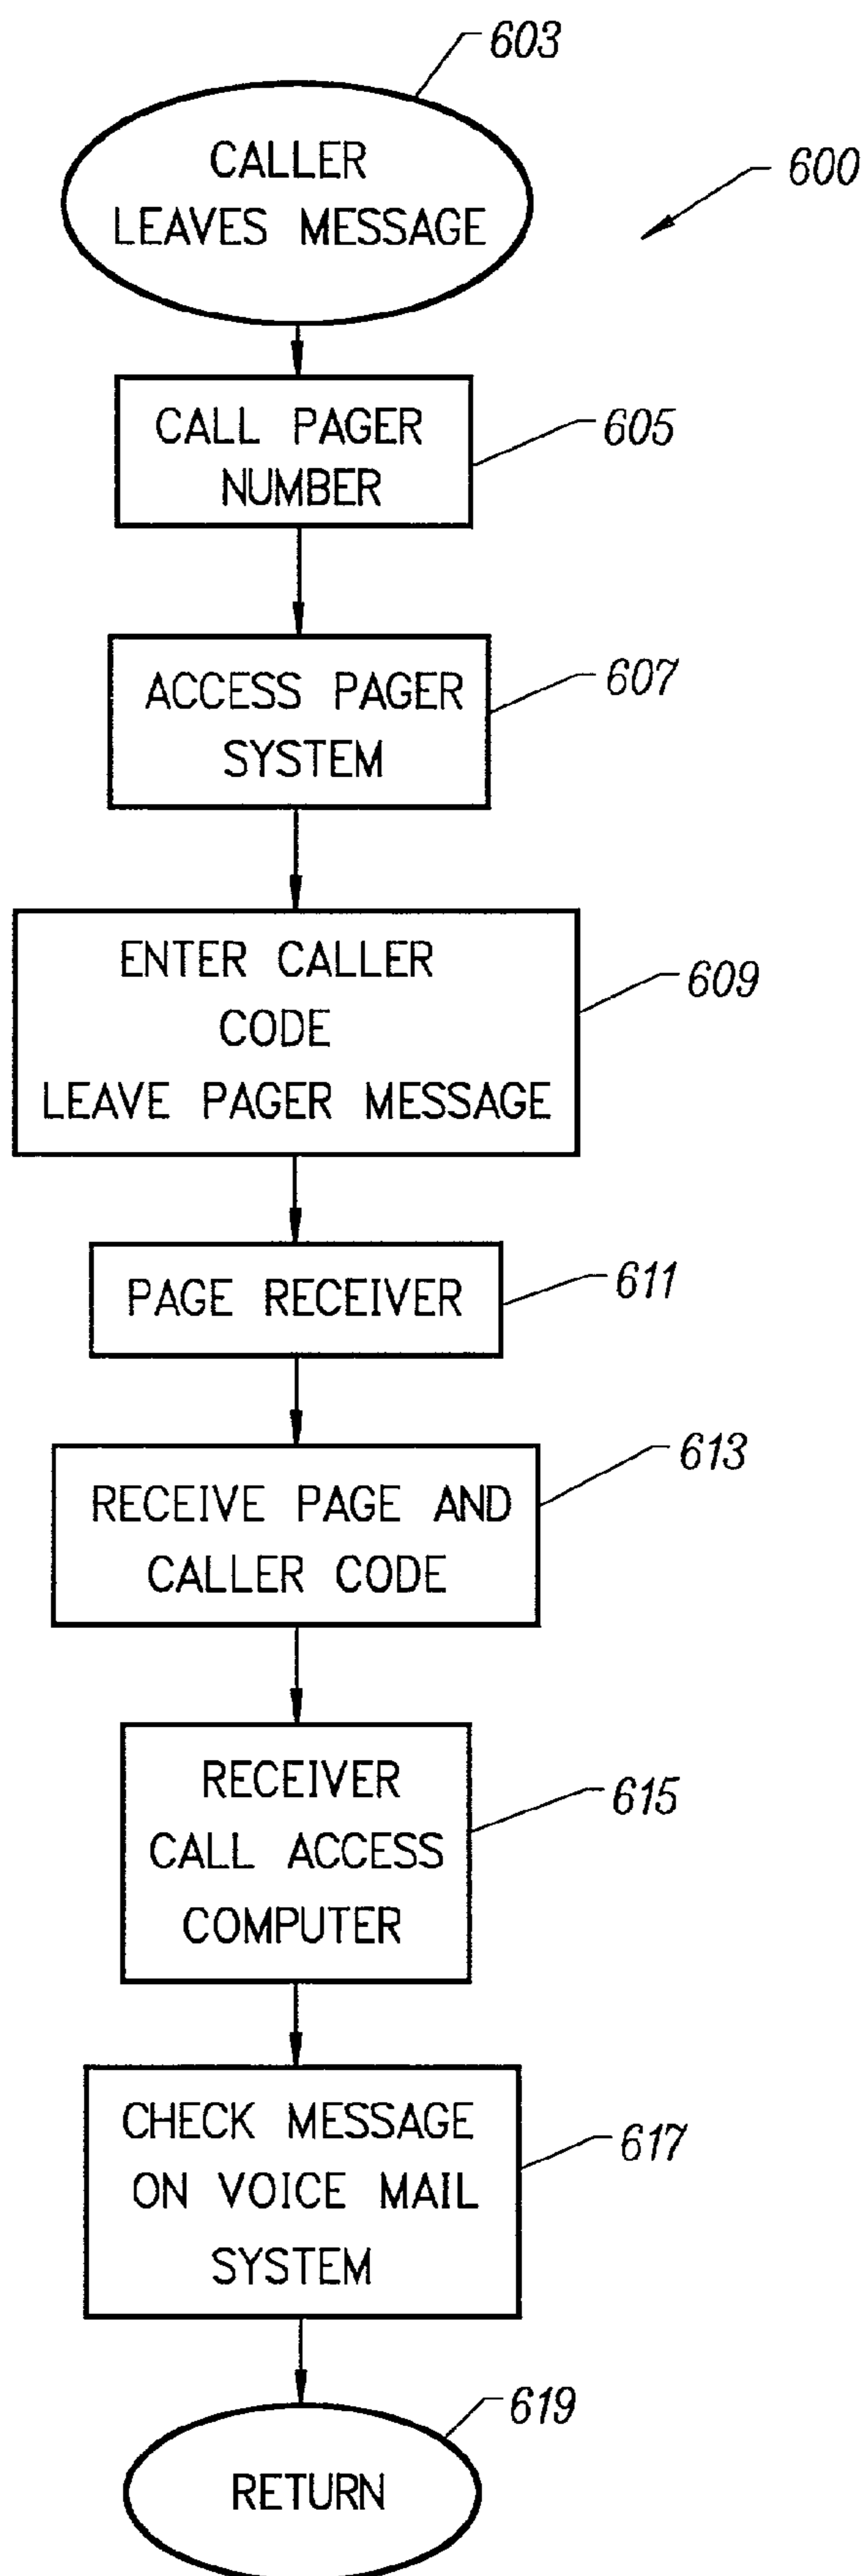 603
600
CALLER
LEAVES MESSAGE
CALL PAGER
NUMBER
605
ACCESS PAGER
SYSTEM
607
ENTER CALLER
CODE
LEAVE PAGER MESSAGE
609
PAGE RECEIVER
611
RECEIVE PAGE AND
CALLER CODE
613
RECEIVER
CALL ACCESS
COMPUTER
615
CHECK MESSAGE
ON VOICE MAIL
SYSTEM
617
RETURN
619